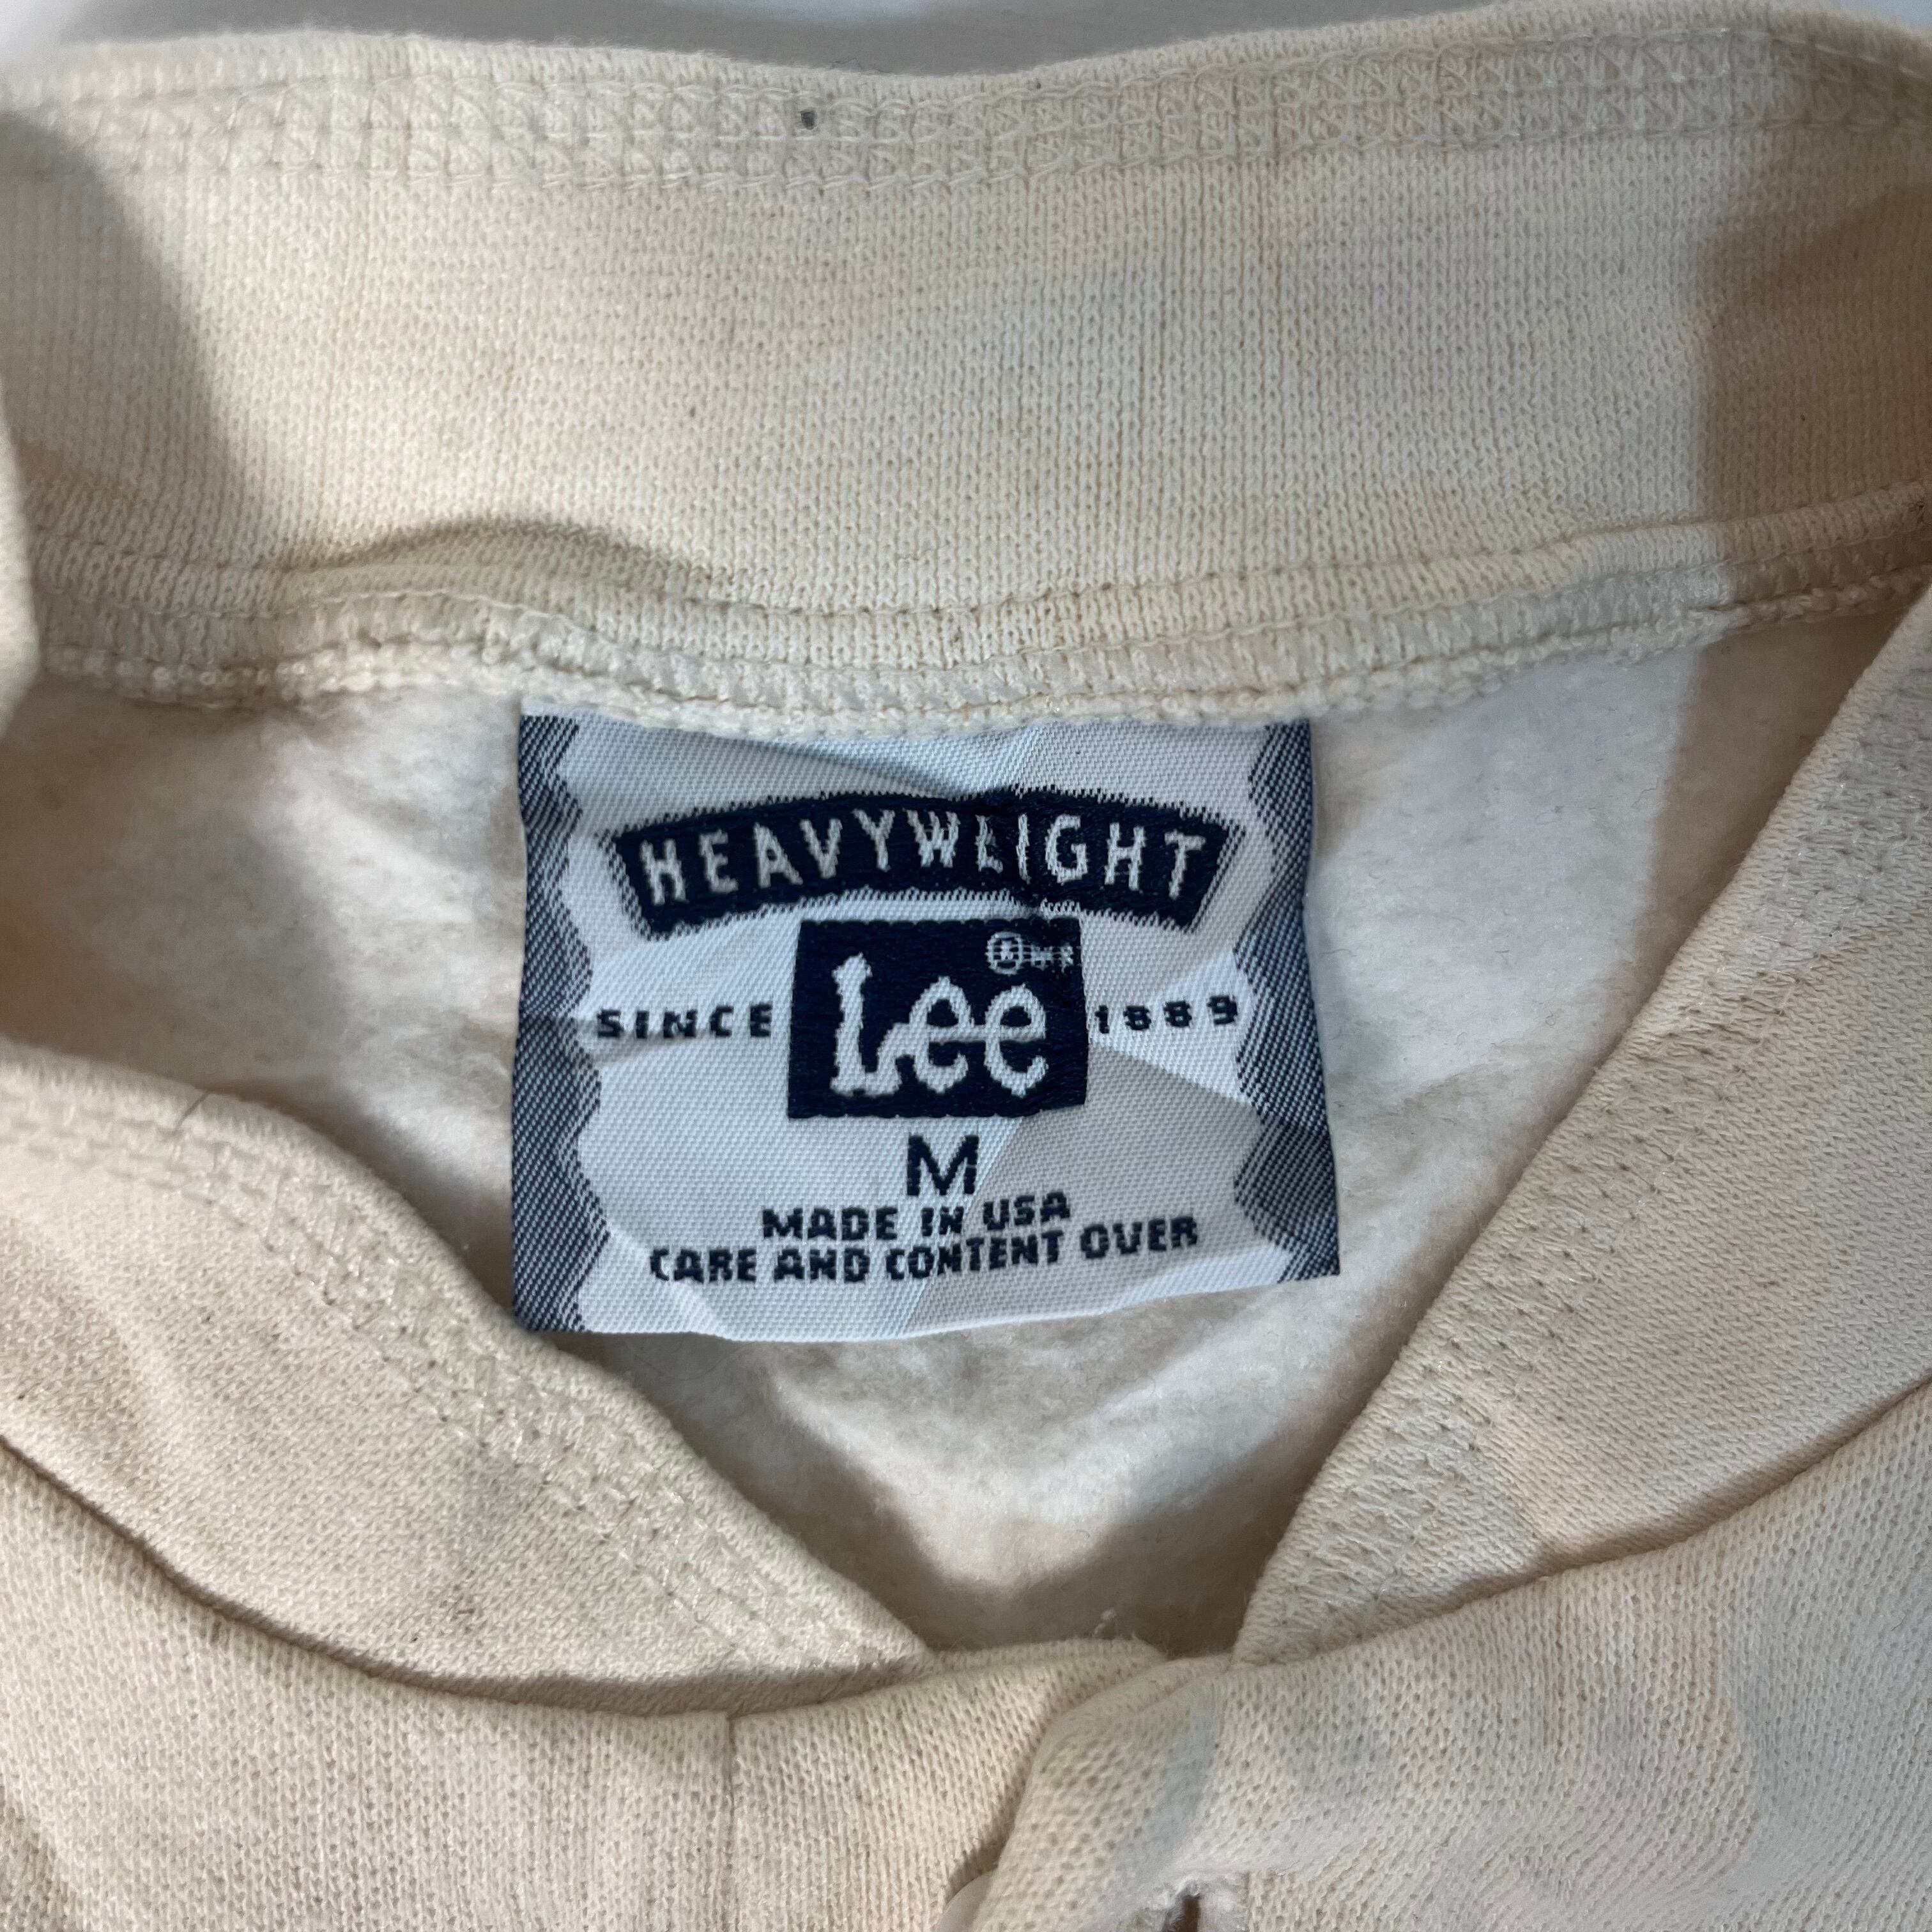 HEAVYWEIGHT
SINCE Lee ® 1889
M
MADE IN USA
CARE AND CONTENT OVER